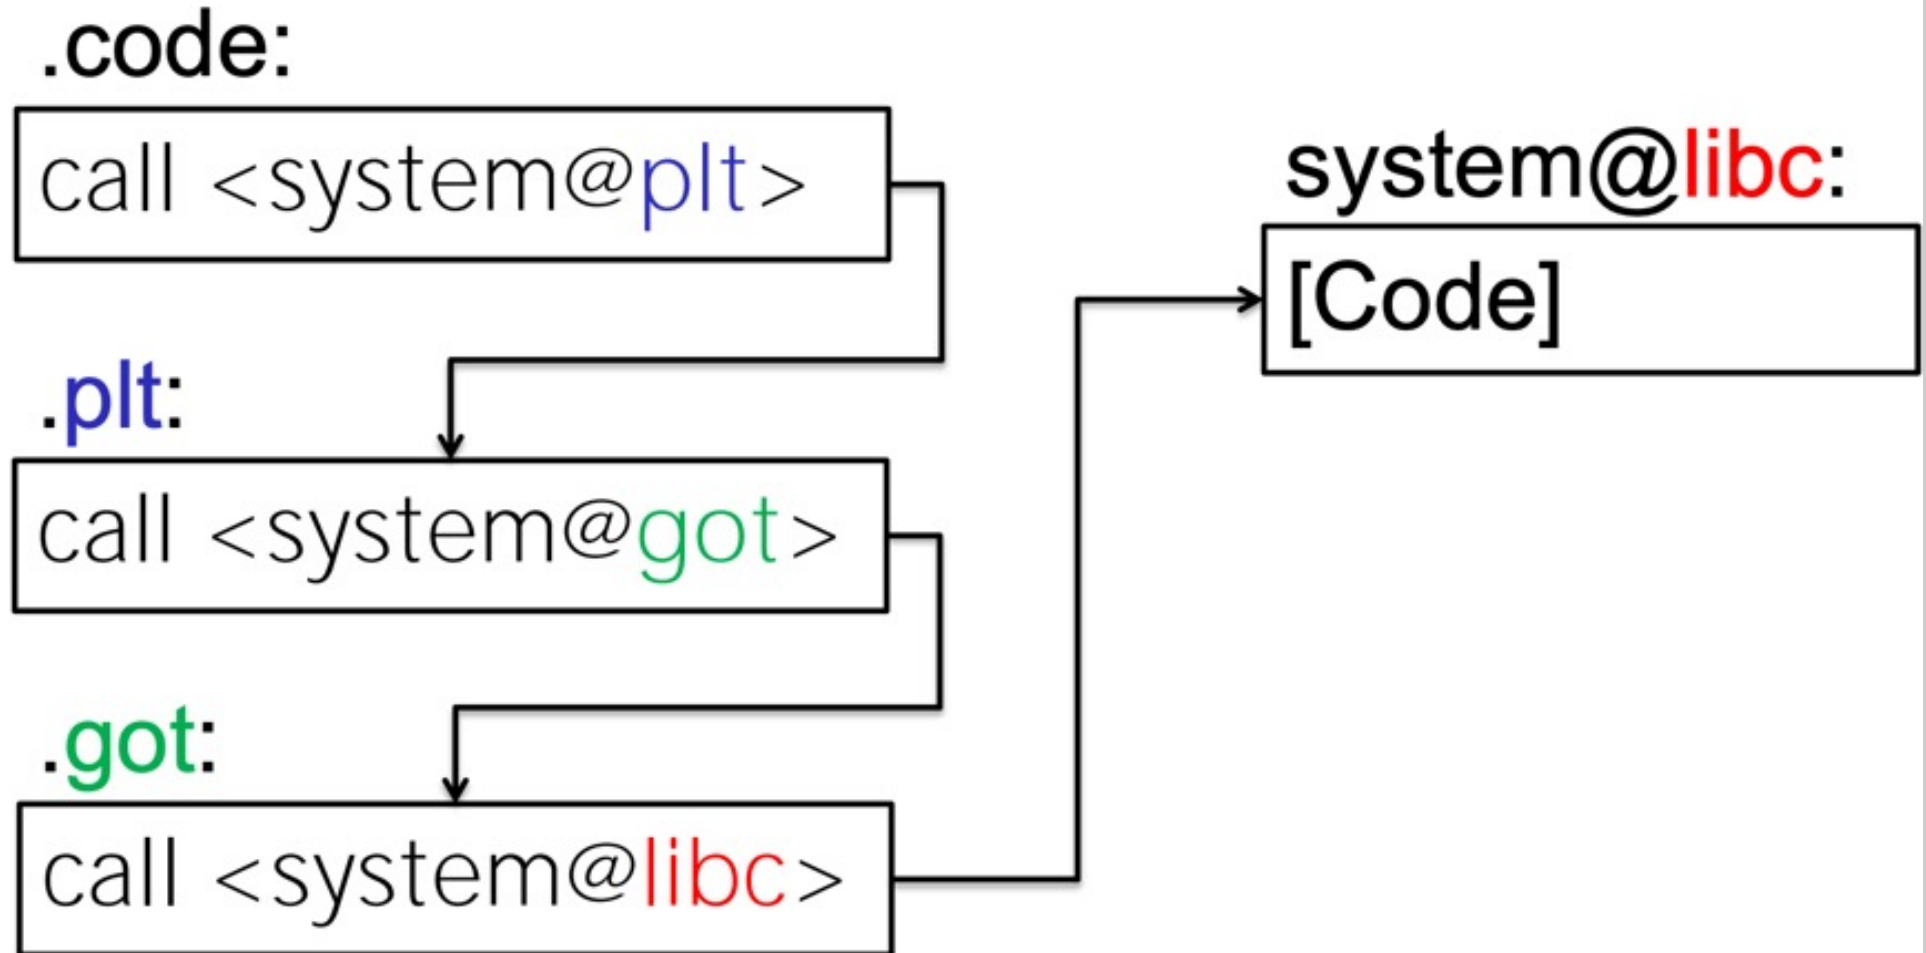 .code:
call <system@plt>
.plt:
call <system@got>
.got:
call <system@libc>
system@libc:
[Code]